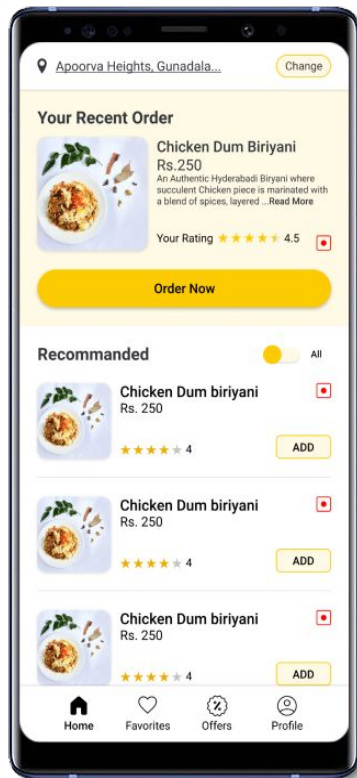 Apoorva Heights, Gunadala...
Change
Your Recent Order
Chicken Dum Biriyani
Rs.250
An Authentic Hyderabadi Biryani where
succulent Chicken piece is marinated with
a blend of spices, layered ...Read More
Your Rating 4.5
Order Now
Recommanded
All
Chicken Dum biriyani
Rs. 250
4
ADD
Chicken Dum biriyani
Rs. 250
4
ADD
Chicken Dum biriyani
Rs. 250
4
ADD
Home
Favorites
Offers
Profile